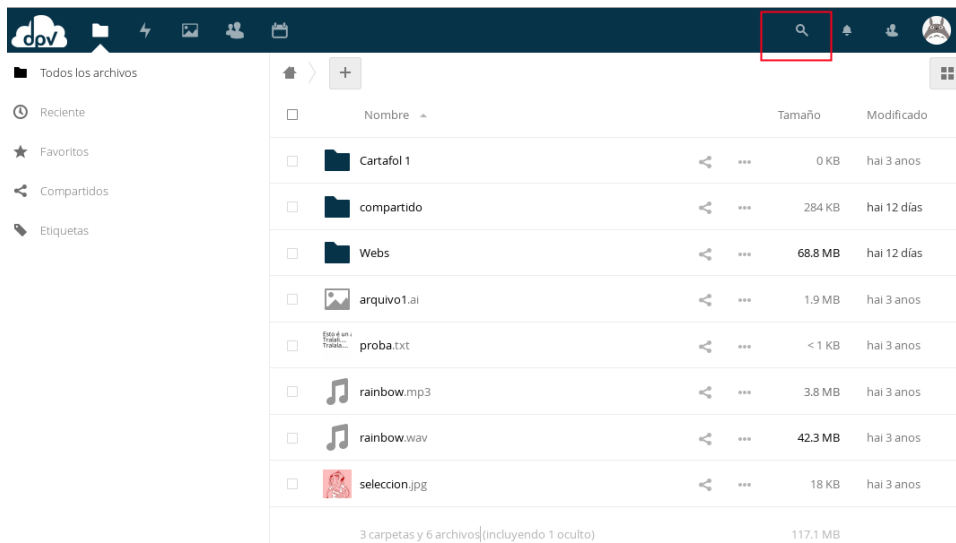 dpv
Todos los archivos
Reciente
Favoritos
Compartidos
Etiquetas
Nombre Tamaño Modificado
Cartafol 1 0 KB hai 3 anos
compartido 284 KB hai 12 días
Webs 68.8 MB hai 12 días
arquivo1.ai 1.9 MB hai 3 anos
Esto é un
Tralalí....
Tralala....
proba.txt < 1 KB hai 3 anos
rainbow.mp3 3.8 MB hai 3 anos
rainbow.wav 42.3 MB hai 3 anos
seleccion.jpg 18 KB hai 3 anos
3 carpetas y 6 archivos (incluyendo 1 oculto) 117.1 MB